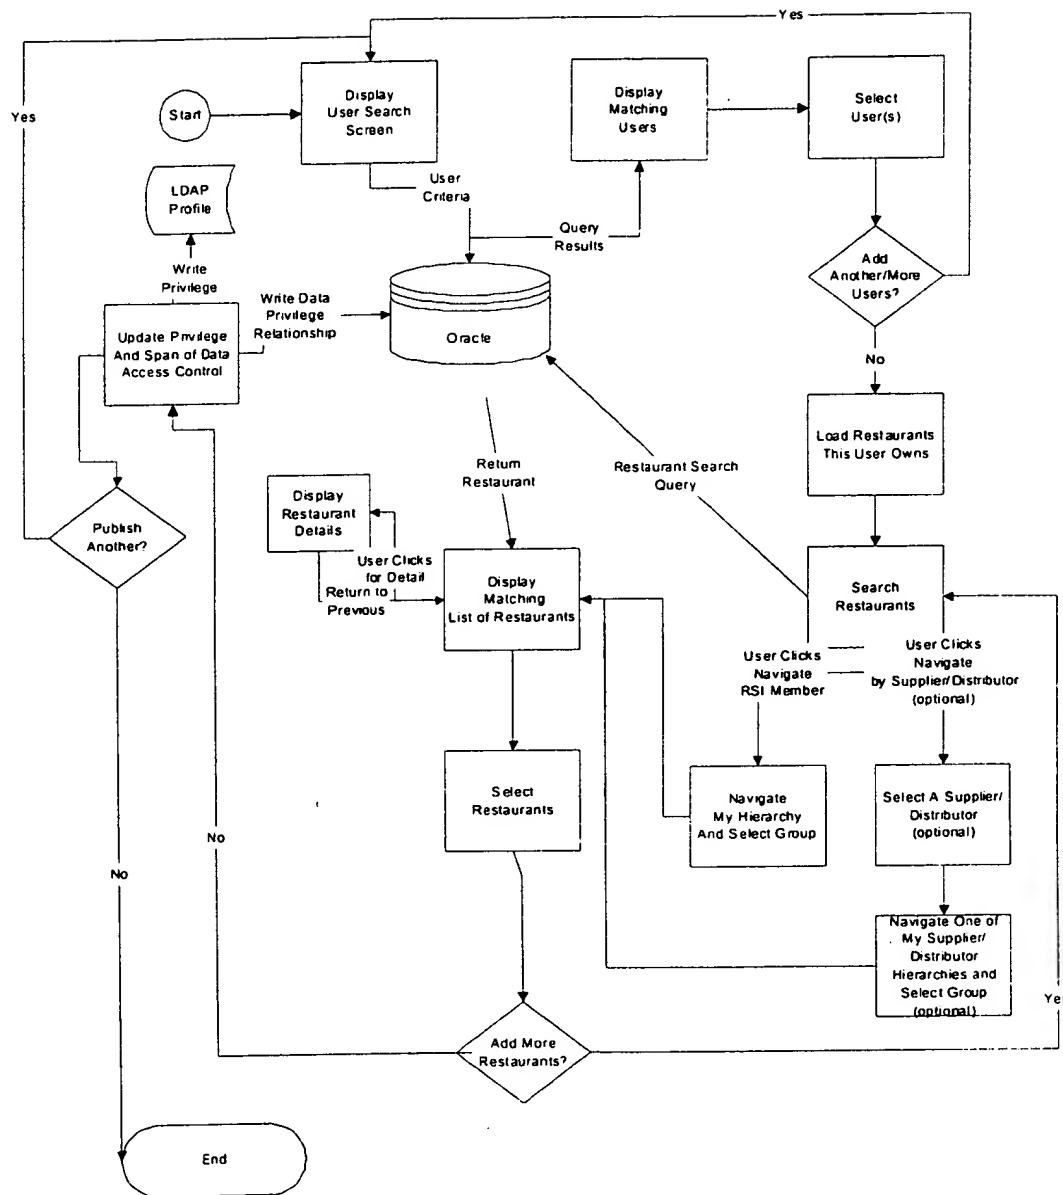 Yes
Yes
Display
User Search
Screen
Display
Matching
Users
Select
User(s)
Start
User
Criteria
LDAP
Profile
Query
Results
Add
Another/More
Users?
Write
Privilege
Write Data
Privilege
Relationship
Update Privilege
And Span of Data
Access Control
Oracle
No
Load Restaurants
This User Owns
Return
Restaurant
Restaurant Search
Query
Display
Restaurant
Details
Publish
Another?
User Clicks
for Detail
Return to
Previous
Display
Matching
List of Restaurants
Search
Restaurants
User Clicks
Navigate
RSI Member
User Clicks
Navigate
by Supplier/Distributor
(optional)
Select
Restaurants
Navigate
My Hierarchy
And Select Group
Select A Supplier/
Distributor
(optional)
No
No
Navigate One of
My Supplier/
Distributor
Hierarchies and
Select Group
(optional)
Ye
Add More
Restaurants?
End